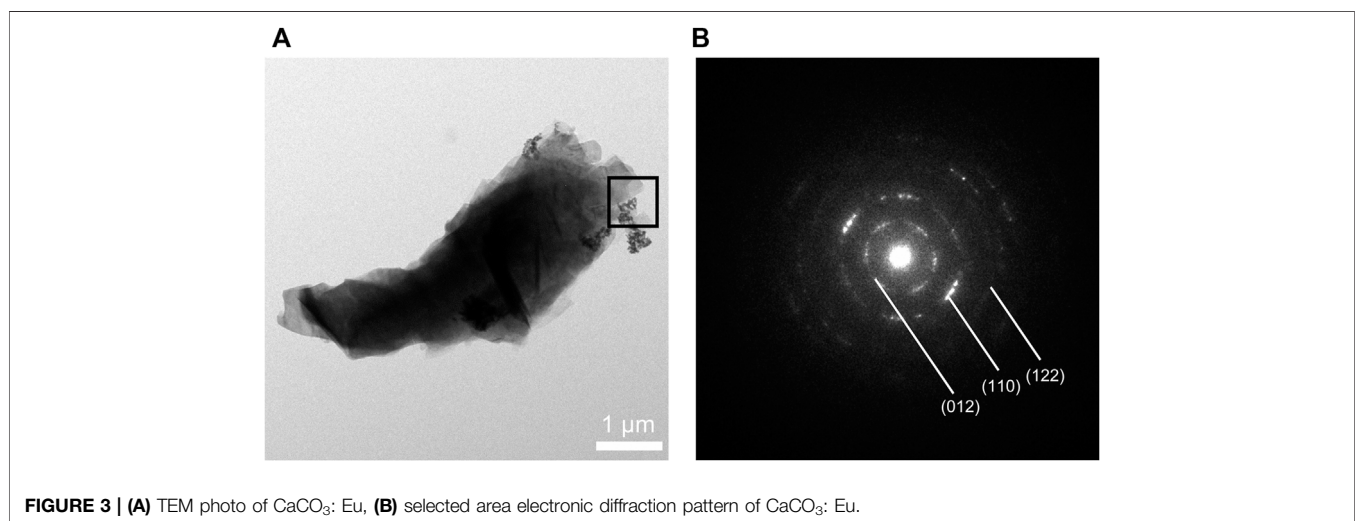 A
B
1 μm
(122)
(110)
(012)
FIGURE 3 | (A) TEM photo of CaCO₃: Eu, (B) selected area electronic diffraction pattern of CaCO₃: Eu.